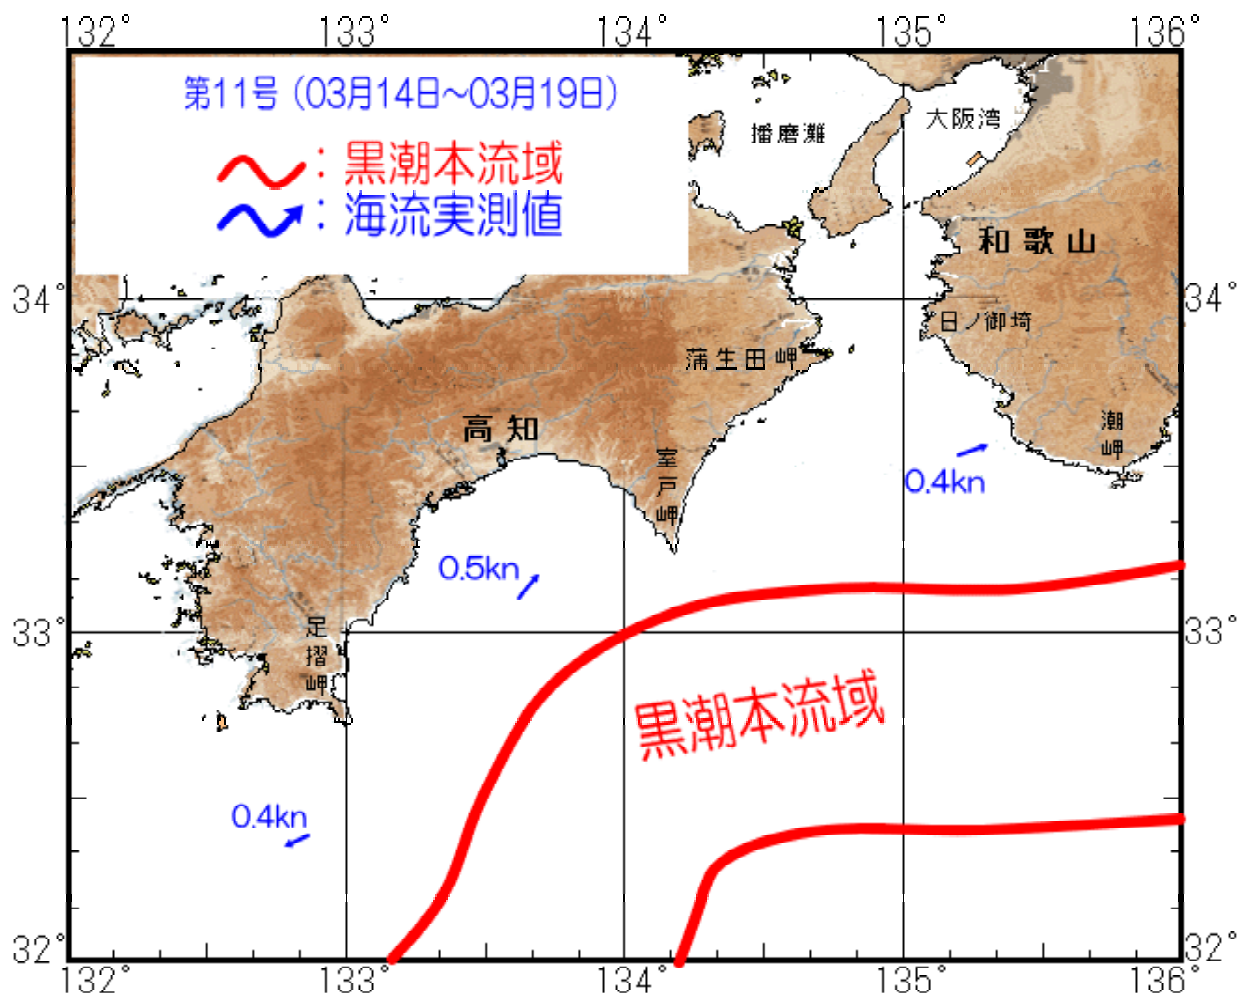 132° 133° 134° 135° 136°
第11号（03月14日～03月19日）
：黒潮本流域
：海流実測値
播磨灘
大阪湾
和歌山
34°
34°
日ノ御埼
蒲生田岬
高知
潮岬
室戸岬
0.4kn
0.5kn
33°
33°
足摺岬
黒潮本流域
0.4kn
32°
32°
132° 133° 134° 135° 136°